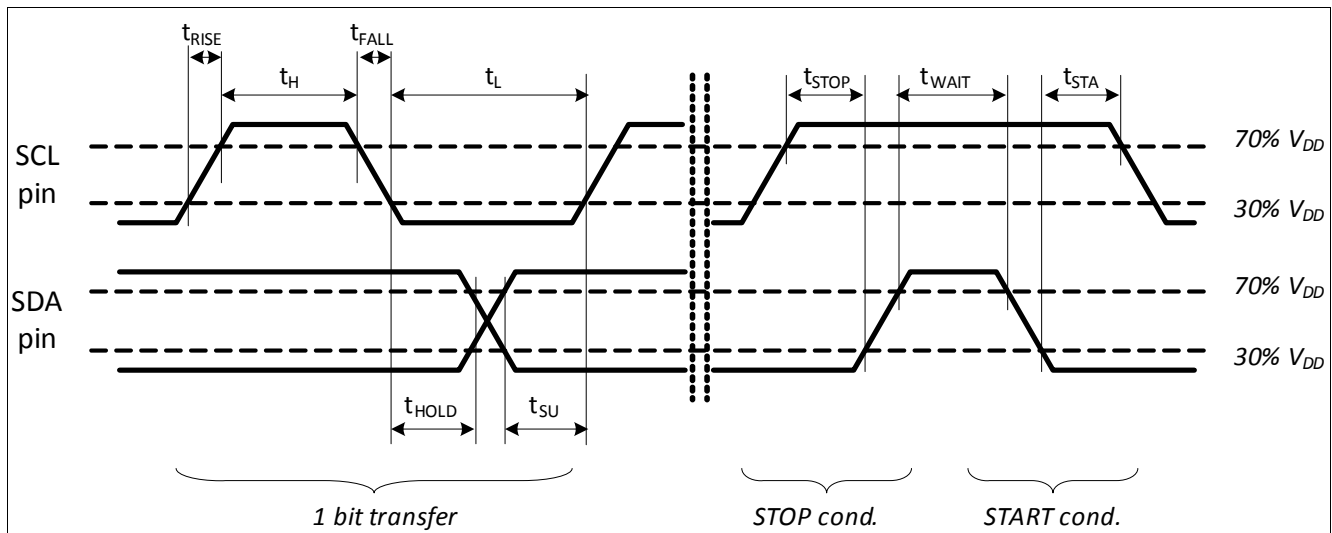 tRISE
tFALL
tH
tL
tSTOP
tWAIT
tSTA
SCL
pin
70% VDD
30% VDD
SDA
pin
70% VDD
30% VDD
tHOLD
tSU
1 bit transfer
STOP cond.
START cond.